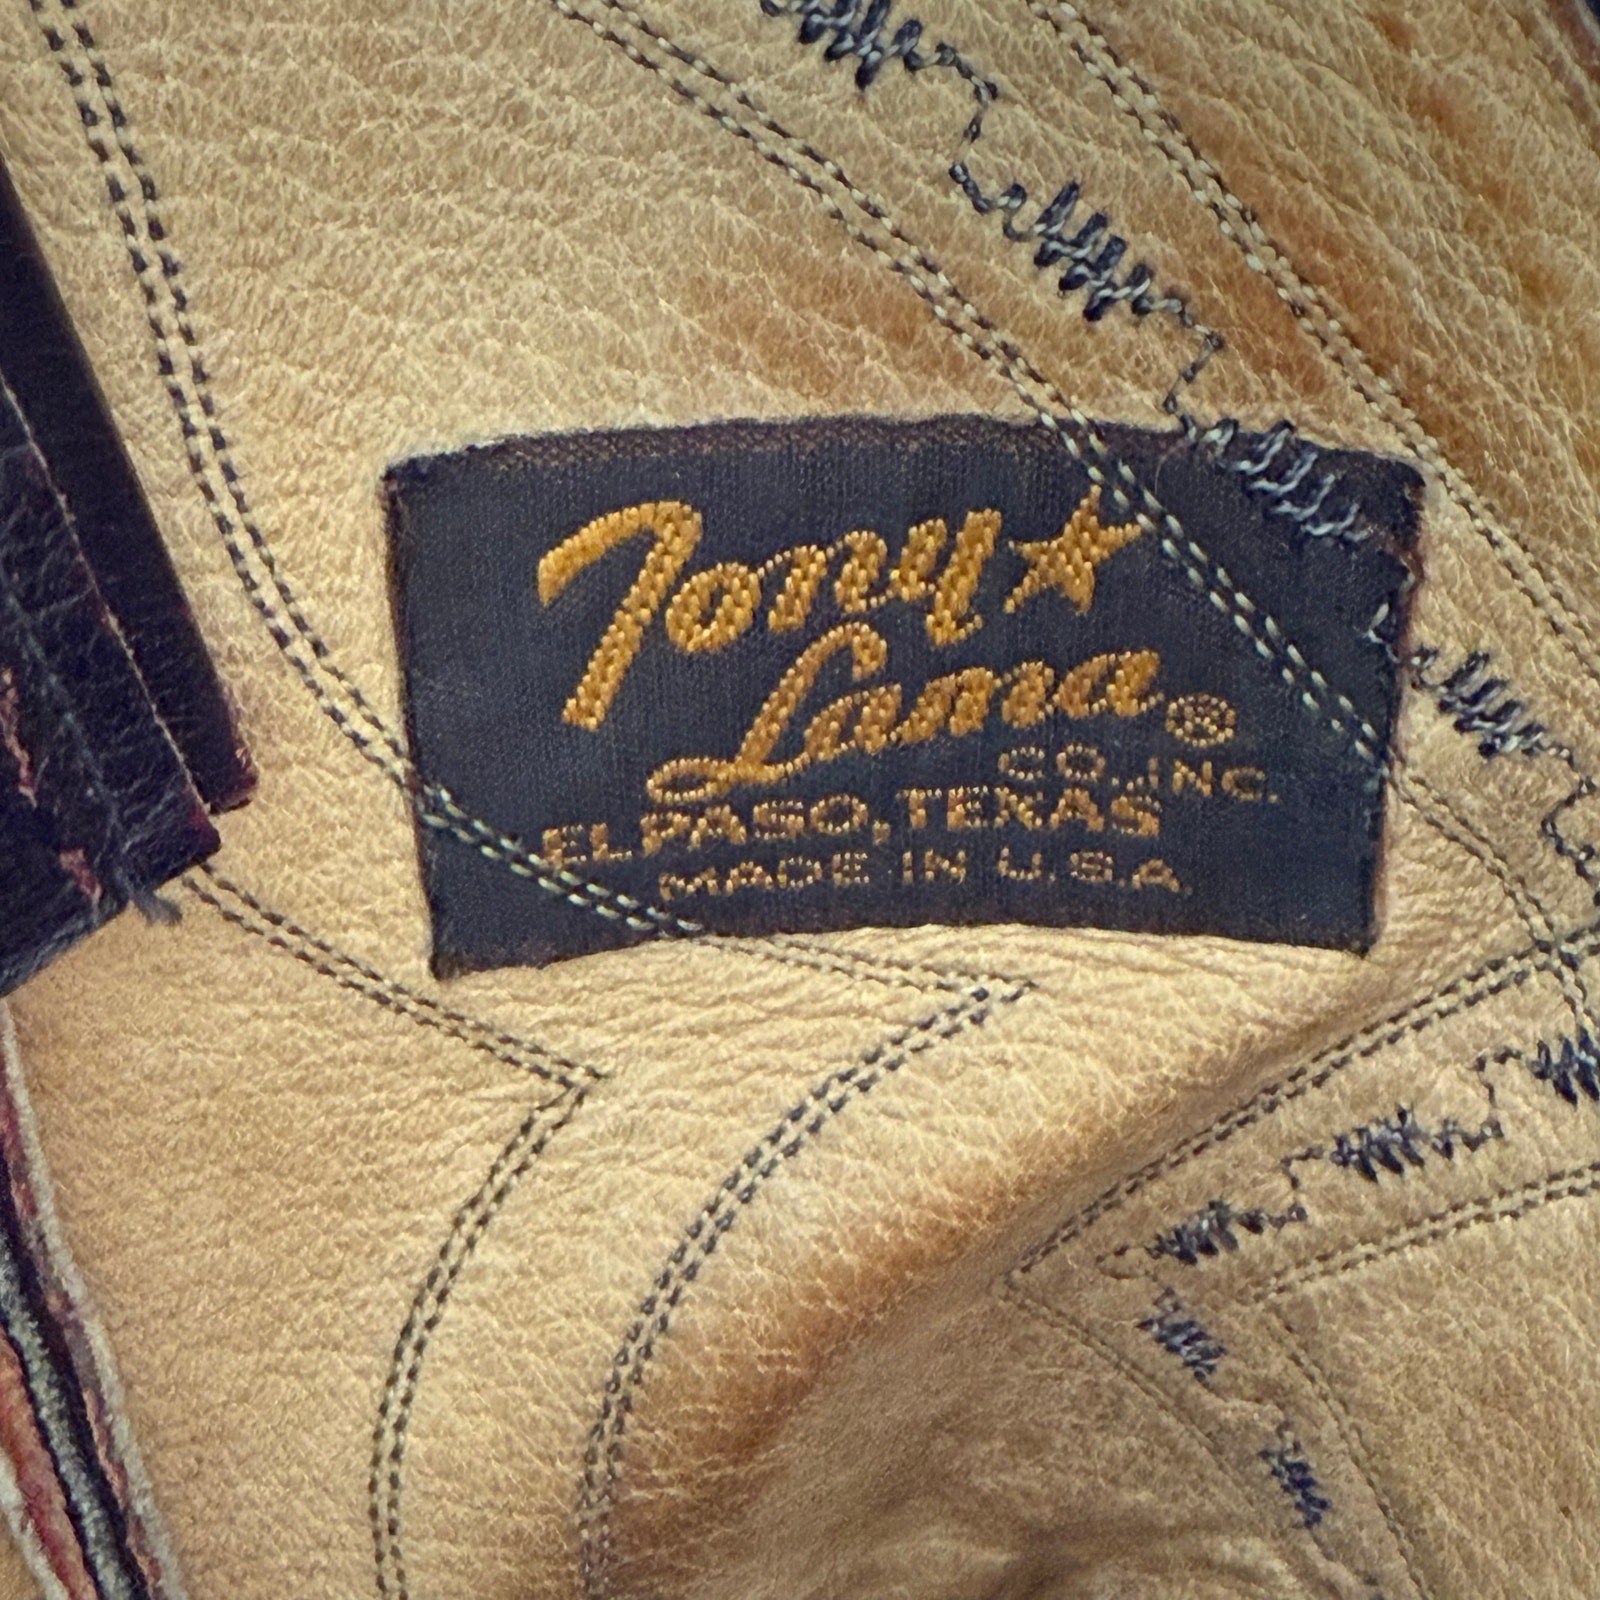 Tony★
Lama®
CO., INC.
EL PASO, TEXAS
MADE IN U.S.A.